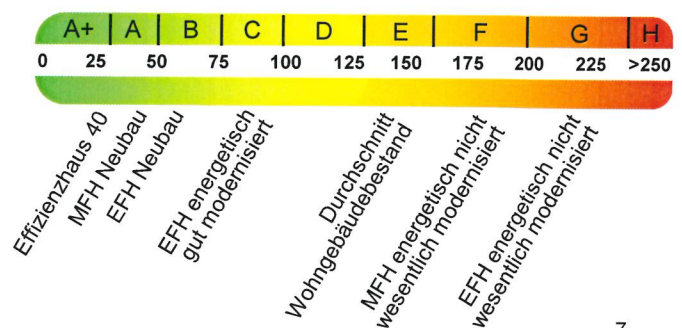 A+ A B C D E F G H
0 25 50 75 100 125 150 175 200 225 >250
Effizienzhaus 40
MFH Neubau
EFH Neubau
EFH energetisch
gut modernisiert
Durchschnitt
Wohngebäudebestand
MFH energetisch nicht
wesentlich modernisiert
EFH energetisch nicht
wesentlich modernisiert
7